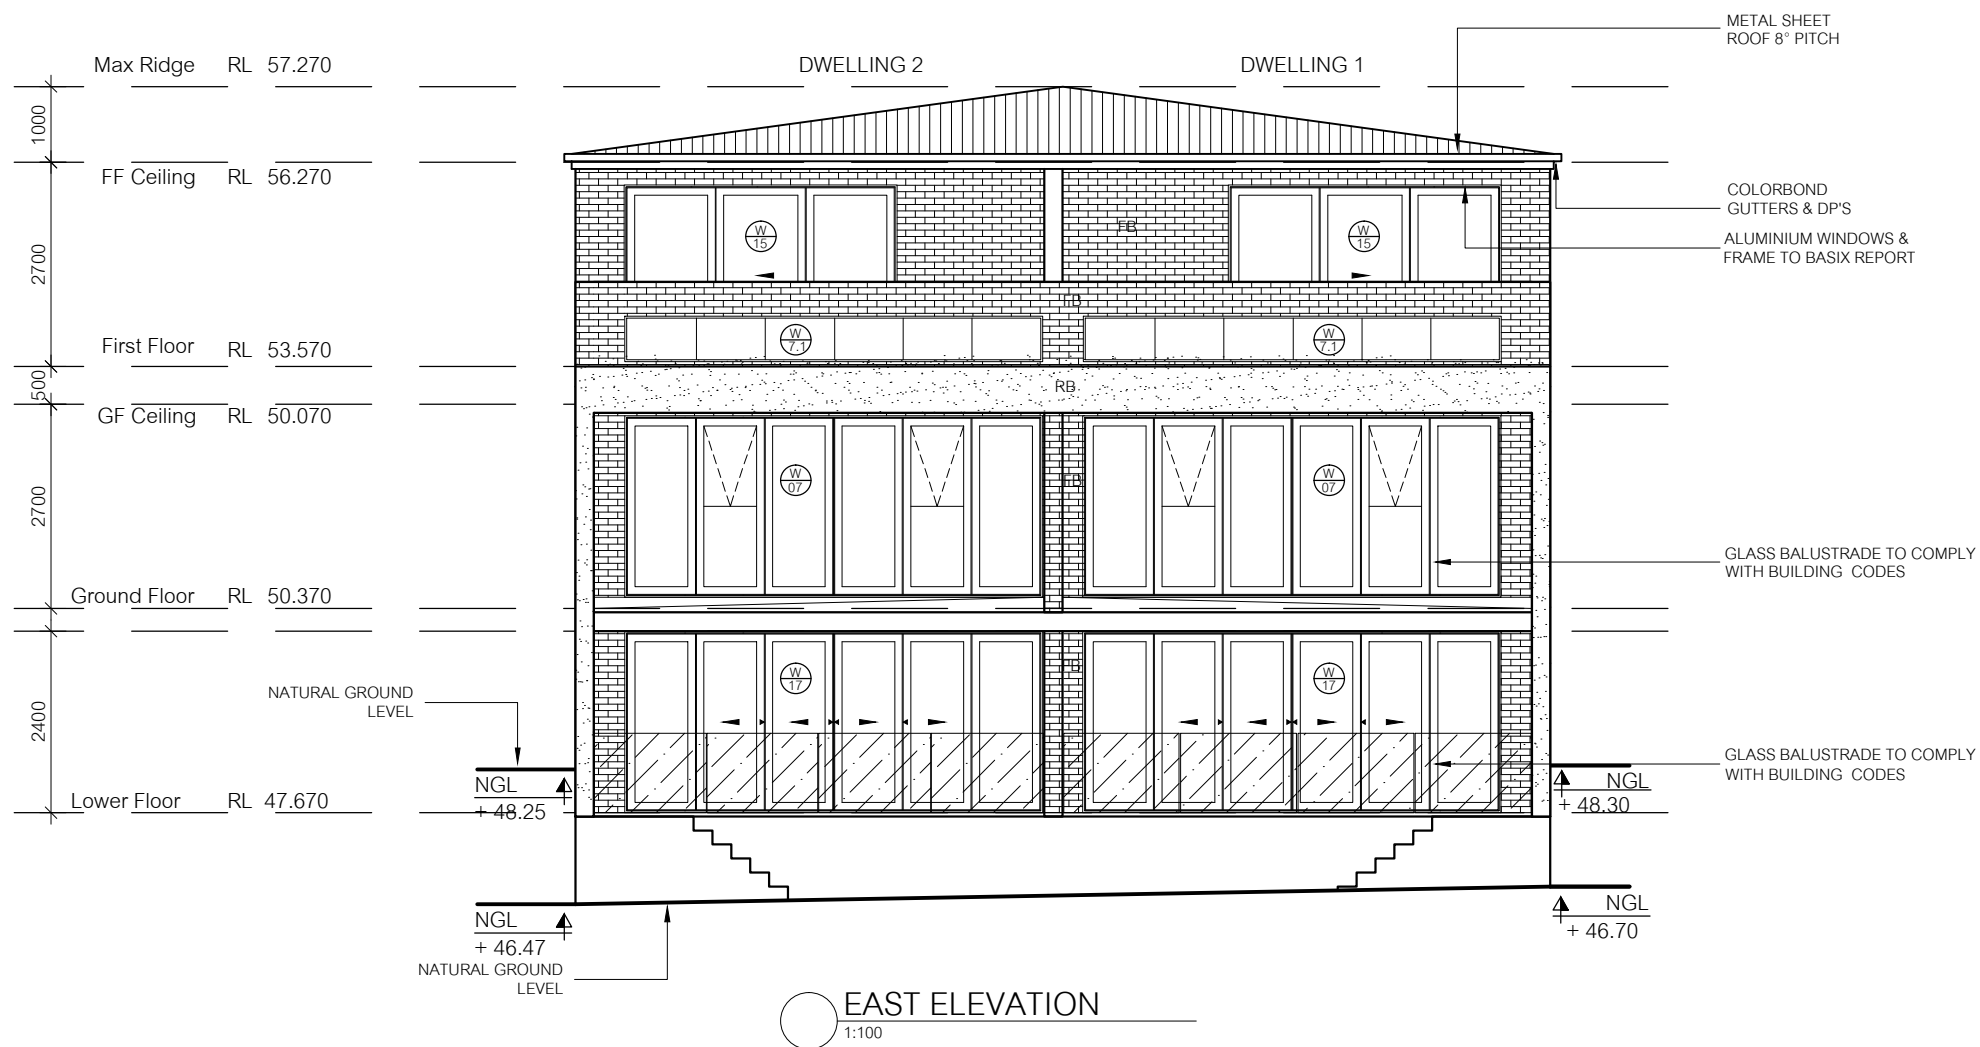 METAL SHEET
ROOF 8° PITCH
Max Ridge RL 57.270
DWELLING 2
DWELLING 1
1000
FF Ceiling RL 56.270
COLORBOND
GUTTERS & DP'S
FB
W
15
W
15
ALUMINIUM WINDOWS &
FRAME TO BASIX REPORT
2700
FB
W
7.1
W
7.1
First Floor RL 53.570
500
RB
GF Ceiling RL 50.070
W
07
FB
W
07
2700
GLASS BALUSTRADE TO COMPLY
WITH BUILDING CODES
Ground Floor RL 50.370
W
17
FB
W
17
NATURAL GROUND
LEVEL
2400
GLASS BALUSTRADE TO COMPLY
WITH BUILDING CODES
NGL
+ 48.25
NGL
+ 48.30
Lower Floor RL 47.670
NGL
+ 46.47
NGL
+ 46.70
NATURAL GROUND
LEVEL
EAST ELEVATION
1:100